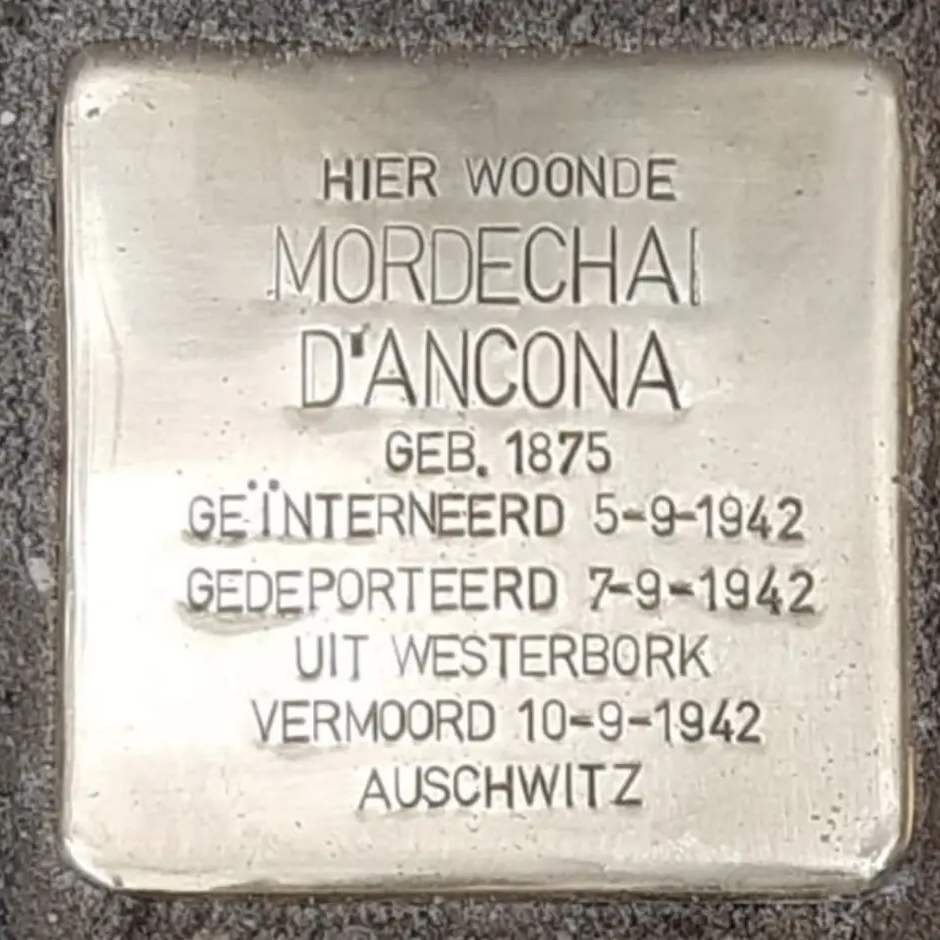 HIER WOONDE
MORDECHAI
D'ANCONA
GEB. 1875
GEÏNTERNEERD 5-9-1942
GEDEPORTEERD 7-9-1942
UIT WESTERBORK
VERMOORD 10-9-1942
AUSCHWITZ